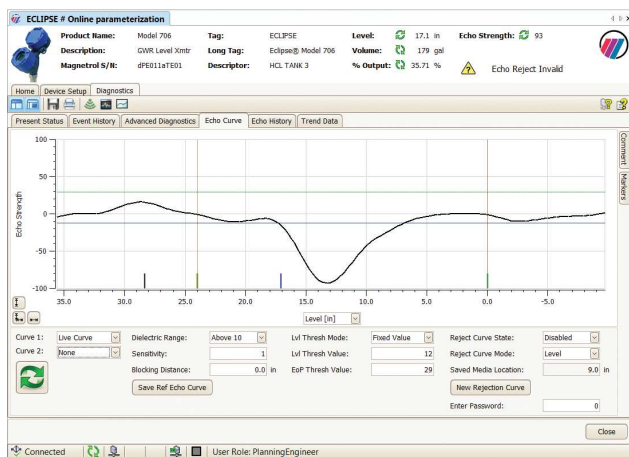 ECLIPSE # Online parameterization
Product Name: Model 706 Tag: ECLIPSE Level: 17.1 in Echo Strength: 93
Description: GWR Level Xmtr Long Tag: Eclipse® Model 706 Volume: 179 gal
Magnetrol S/N: dPE011aTE01 Descriptor: HCL TANK 3 % Output: 35.71 % Echo Reject Invalid
Home Device Setup Diagnostics
Present Status Event History Advanced Diagnostics Echo Curve Echo History Trend Data
Comment
Markers
Echo Strength
100
50
0
-50
-100
35.0 30.0 25.0 20.0 15.0 10.0 5.0 0.0 -5.0
Level [in]
Curve 1: Live Curve Dielectric Range: Above 10 Lvl Thresh Mode: Fixed Value Reject Curve State: Disabled
Curve 2: None Sensitivity: 1 Lvl Thresh Value: 12 Reject Curve Mode: Level
Blocking Distance: 0.0 in EoP Thresh Value: 29 Saved Media Location: 9.0 in
Save Ref Echo Curve New Rejection Curve
Enter Password: 0
Close
Connected User Role: PlanningEngineer